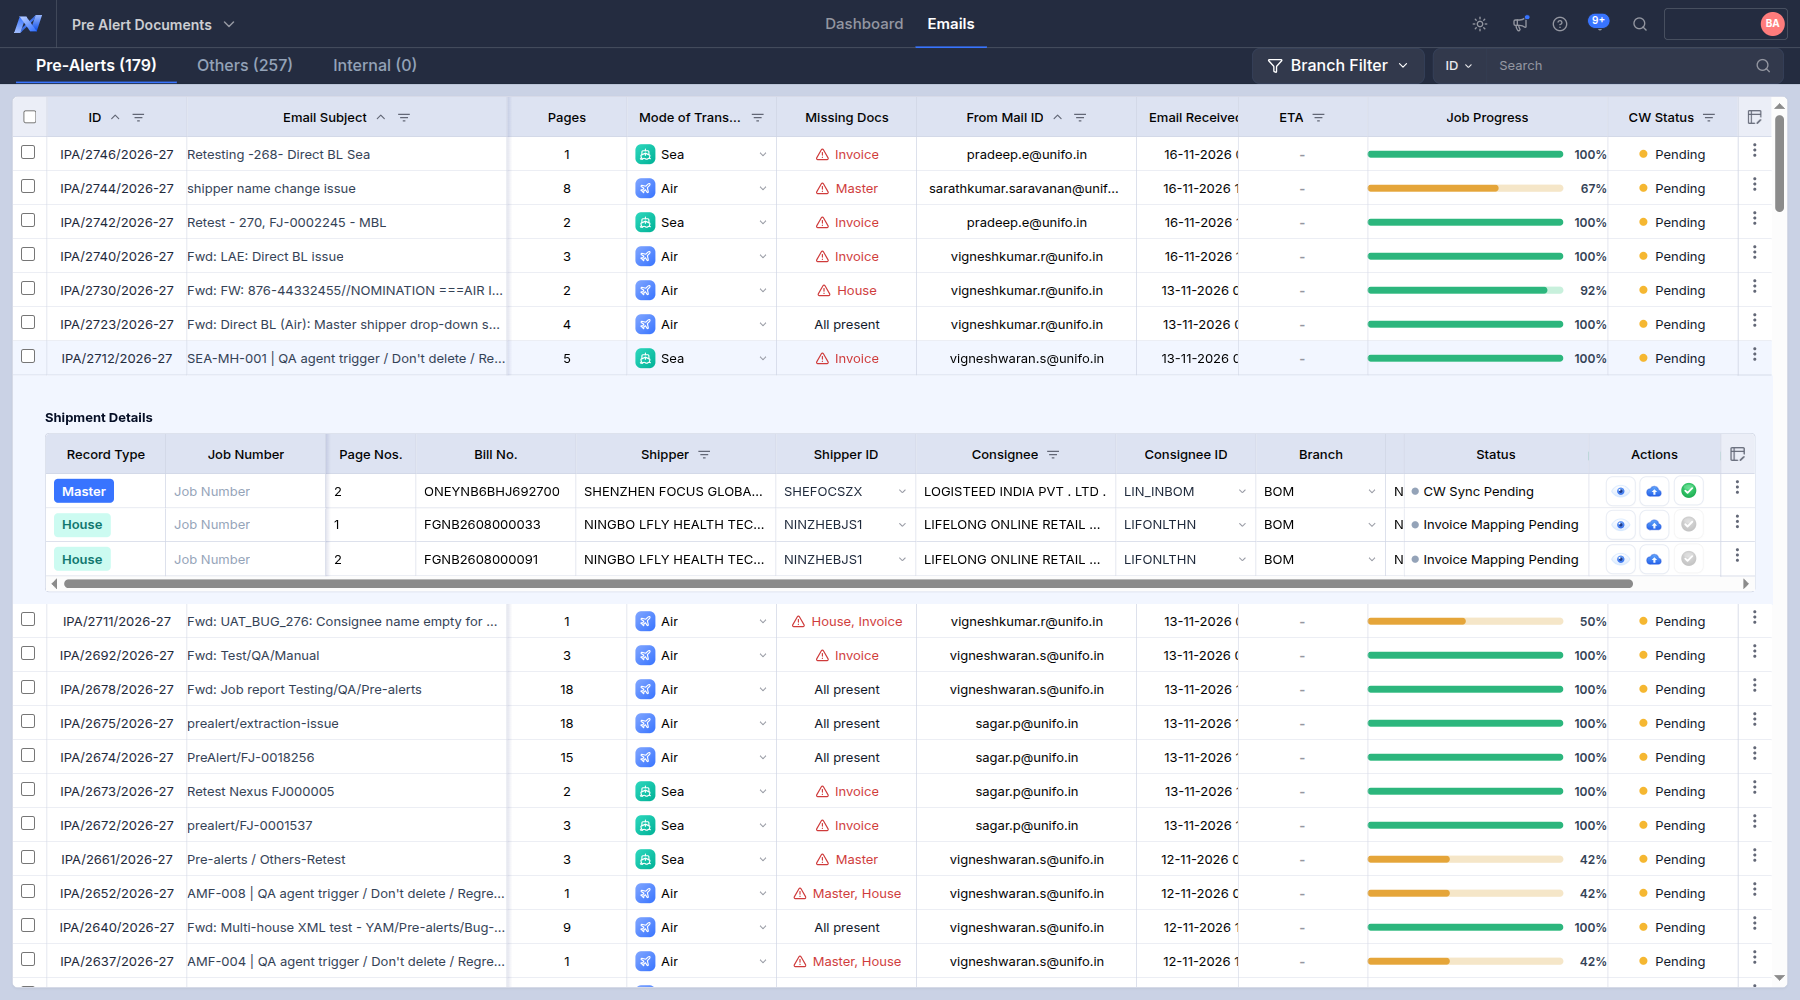 Pre Alert Documents Dashboard Emails 9+ BA
Pre-Alerts (179) Others (257) Internal (0) Branch Filter ID Search
ID Email Subject Pages Mode of Trans... Missing Docs From Mail ID Email Received ETA Job Progress CW Status
IPA/2746/2026-27 Retesting -268- Direct BL Sea 1 Sea Invoice pradeep.e@unifo.in 16-11-2026 - 100% Pending
IPA/2744/2026-27 shipper name change issue 8 Air Master sarathkumar.saravanan@unif... 16-11-2026 1 - 67% Pending
IPA/2742/2026-27 Retest - 270, FJ-0002245 - MBL 2 Sea Invoice pradeep.e@unifo.in 16-11-2026 - 100% Pending
IPA/2740/2026-27 Fwd: LAE: Direct BL issue 3 Air Invoice vigneshkumar.r@unifo.in 16-11-2026 - 100% Pending
IPA/2730/2026-27 Fwd: FW: 876-44332455//NOMINATION ===AIR I... 2 Air House vigneshkumar.r@unifo.in 13-11-2026 0 - 92% Pending
IPA/2723/2026-27 Fwd: Direct BL (Air): Master shipper drop-down s... 4 Air All present vigneshkumar.r@unifo.in 13-11-2026 0 - 100% Pending
IPA/2712/2026-27 SEA-MH-001 | QA agent trigger / Don't delete / Re... 5 Sea Invoice vigneshwaran.s@unifo.in 13-11-2026 0 - 100% Pending
Shipment Details
Record Type Job Number Page Nos. Bill No. Shipper Shipper ID Consignee Consignee ID Branch Status Actions
Master Job Number 2 ONEYNB6BHJ692700 SHENZHEN FOCUS GLOBA... SHEFOCSZX LOGISTEED INDIA PVT . LTD . LIN_INBOM BOM N CW Sync Pending
House Job Number 1 FGNB2608000033 NINGBO LFLY HEALTH TEC... NINZHEBJS1 LIFELONG ONLINE RETAIL ... LIFONLTHN BOM N Invoice Mapping Pending
House Job Number 2 FGNB2608000091 NINGBO LFLY HEALTH TEC... NINZHEBJS1 LIFELONG ONLINE RETAIL ... LIFONLTHN BOM N Invoice Mapping Pending
IPA/2711/2026-27 Fwd: UAT_BUG_276: Consignee name empty for ... 1 Air House, Invoice vigneshkumar.r@unifo.in 13-11-2026 - 50% Pending
IPA/2692/2026-27 Fwd: Test/QA/Manual 3 Air Invoice vigneshwaran.s@unifo.in 13-11-2026 - 100% Pending
IPA/2678/2026-27 Fwd: Job report Testing/QA/Pre-alerts 18 Air All present vigneshwaran.s@unifo.in 13-11-2026 - 100% Pending
IPA/2675/2026-27 prealert/extraction-issue 18 Air All present sagar.p@unifo.in 13-11-2026 - 100% Pending
IPA/2674/2026-27 PreAlert/FJ-0018256 15 Air All present sagar.p@unifo.in 13-11-2026 - 100% Pending
IPA/2673/2026-27 Retest Nexus FJ000005 2 Sea Invoice sagar.p@unifo.in 13-11-2026 - 100% Pending
IPA/2672/2026-27 prealert/FJ-0001537 3 Sea Invoice sagar.p@unifo.in 13-11-2026 1 - 100% Pending
IPA/2661/2026-27 Pre-alerts / Others-Retest 3 Sea Master vigneshwaran.s@unifo.in 12-11-2026 0 - 42% Pending
IPA/2652/2026-27 AMF-008 | QA agent trigger / Don't delete / Regre... 1 Air Master, House vigneshwaran.s@unifo.in 12-11-2026 0 - 42% Pending
IPA/2640/2026-27 Fwd: Multi-house XML test - YAM/Pre-alerts/Bug-... 9 Air All present vigneshwaran.s@unifo.in 12-11-2026 1 - 100% Pending
IPA/2637/2026-27 AMF-004 | QA agent trigger / Don't delete / Regre... 1 Air Master, House vigneshwaran.s@unifo.in 12-11-2026 1 - 42% Pending